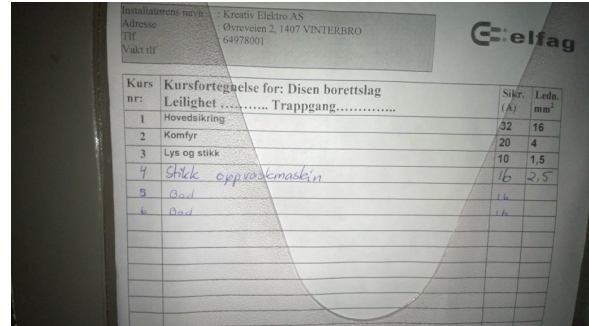 Installatørens navn : Kreativ Elektro AS
Adresse : Øvreveien 2, 1407 VINTERBRO
Tlf : 64978001
Vakt tlf
elfag
Kurs nr: Kursfortegnelse for: Disen borettslag Sikr. (A) Ledn. mm²
Leilighet ........... Trappgang..............
1 Hovedsikring 32 16
2 Komfyr 20 4
3 Lys og stikk 10 1,5
4 Stikk oppvaskmaskin 16 2,5
5 Bad 16
6 Bad 16